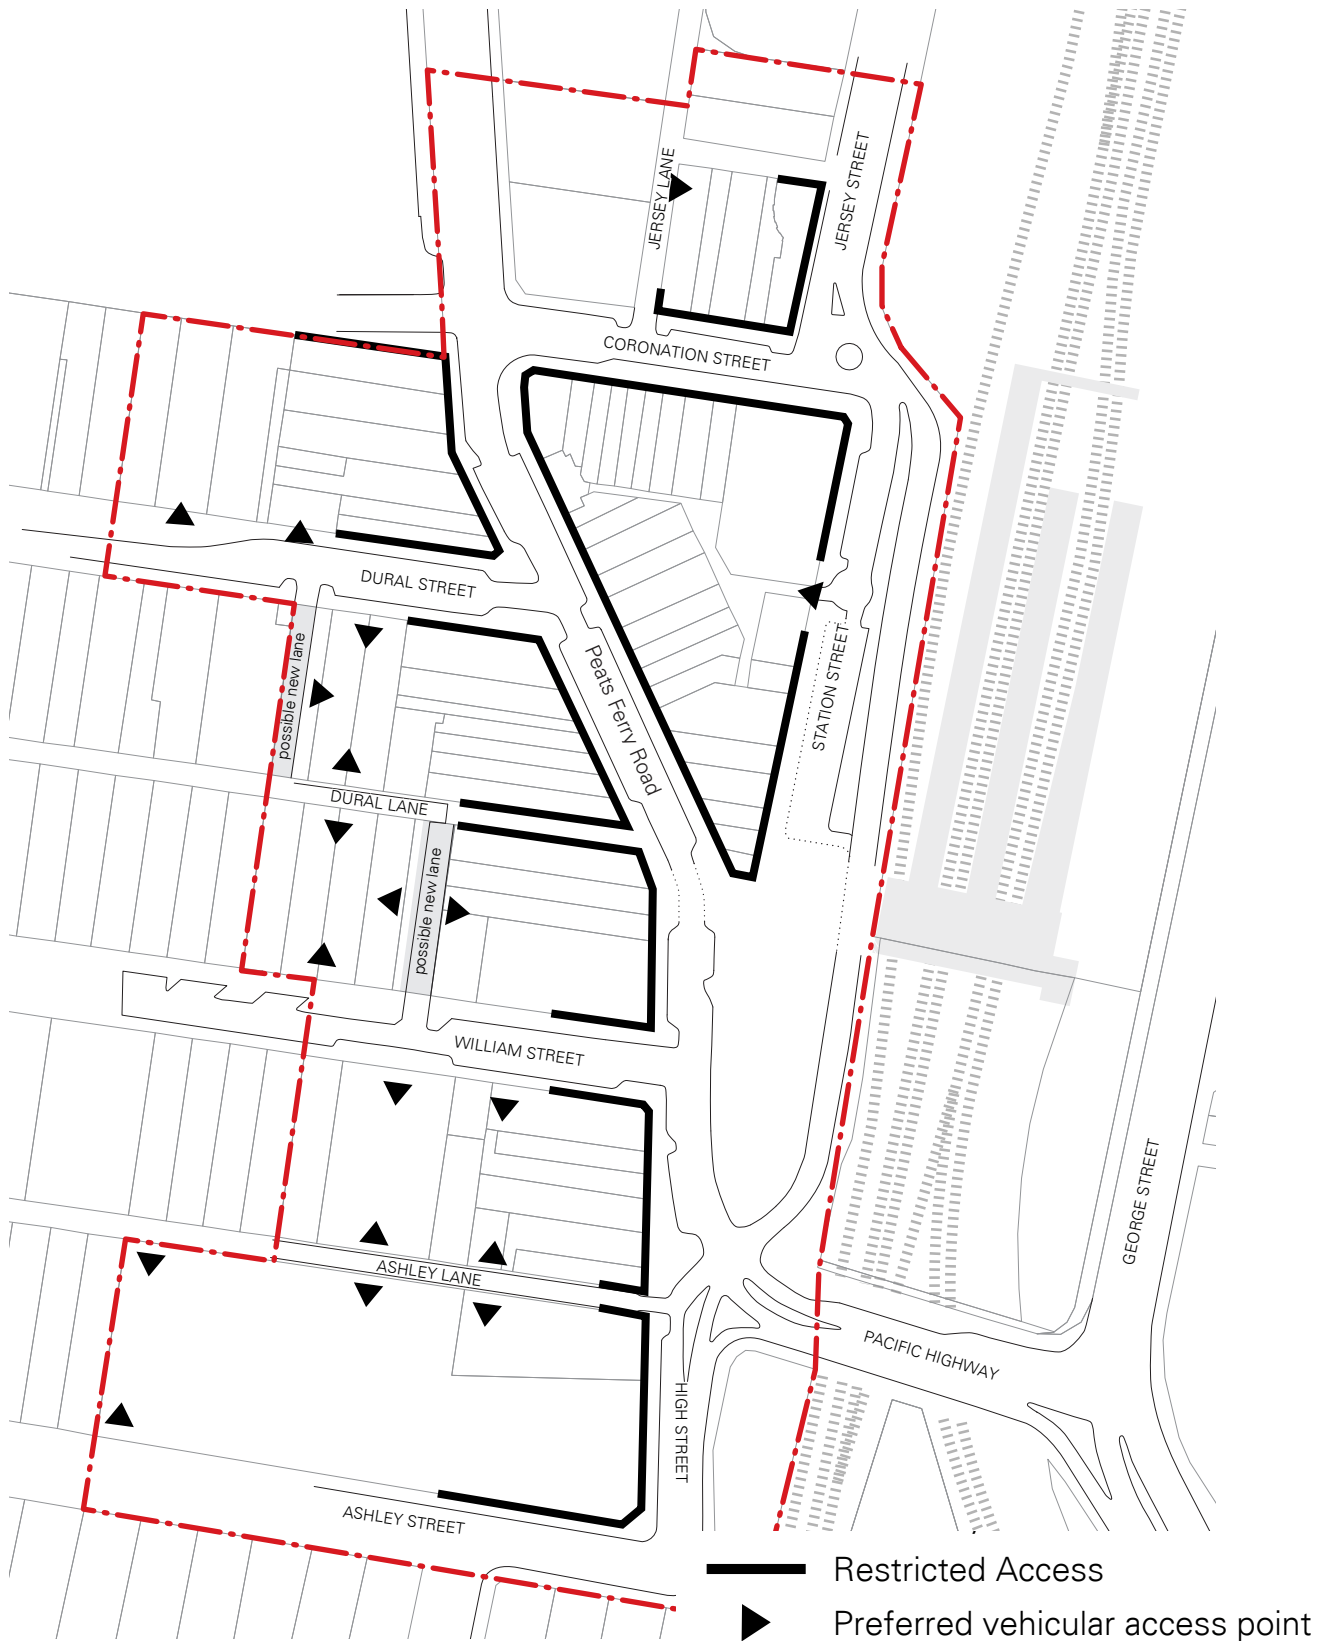 JERSEY LANE
JERSEY STREET
CORONATION STREET
DURAL STREET
possible new lane
Peats Ferry Road
STATION STREET
DURAL LANE
possible new lane
WILLIAM STREET
GEORGE STREET
ASHLEY LANE
PACIFIC HIGHWAY
HIGH STREET
ASHLEY STREET
Restricted Access
Preferred vehicular access point